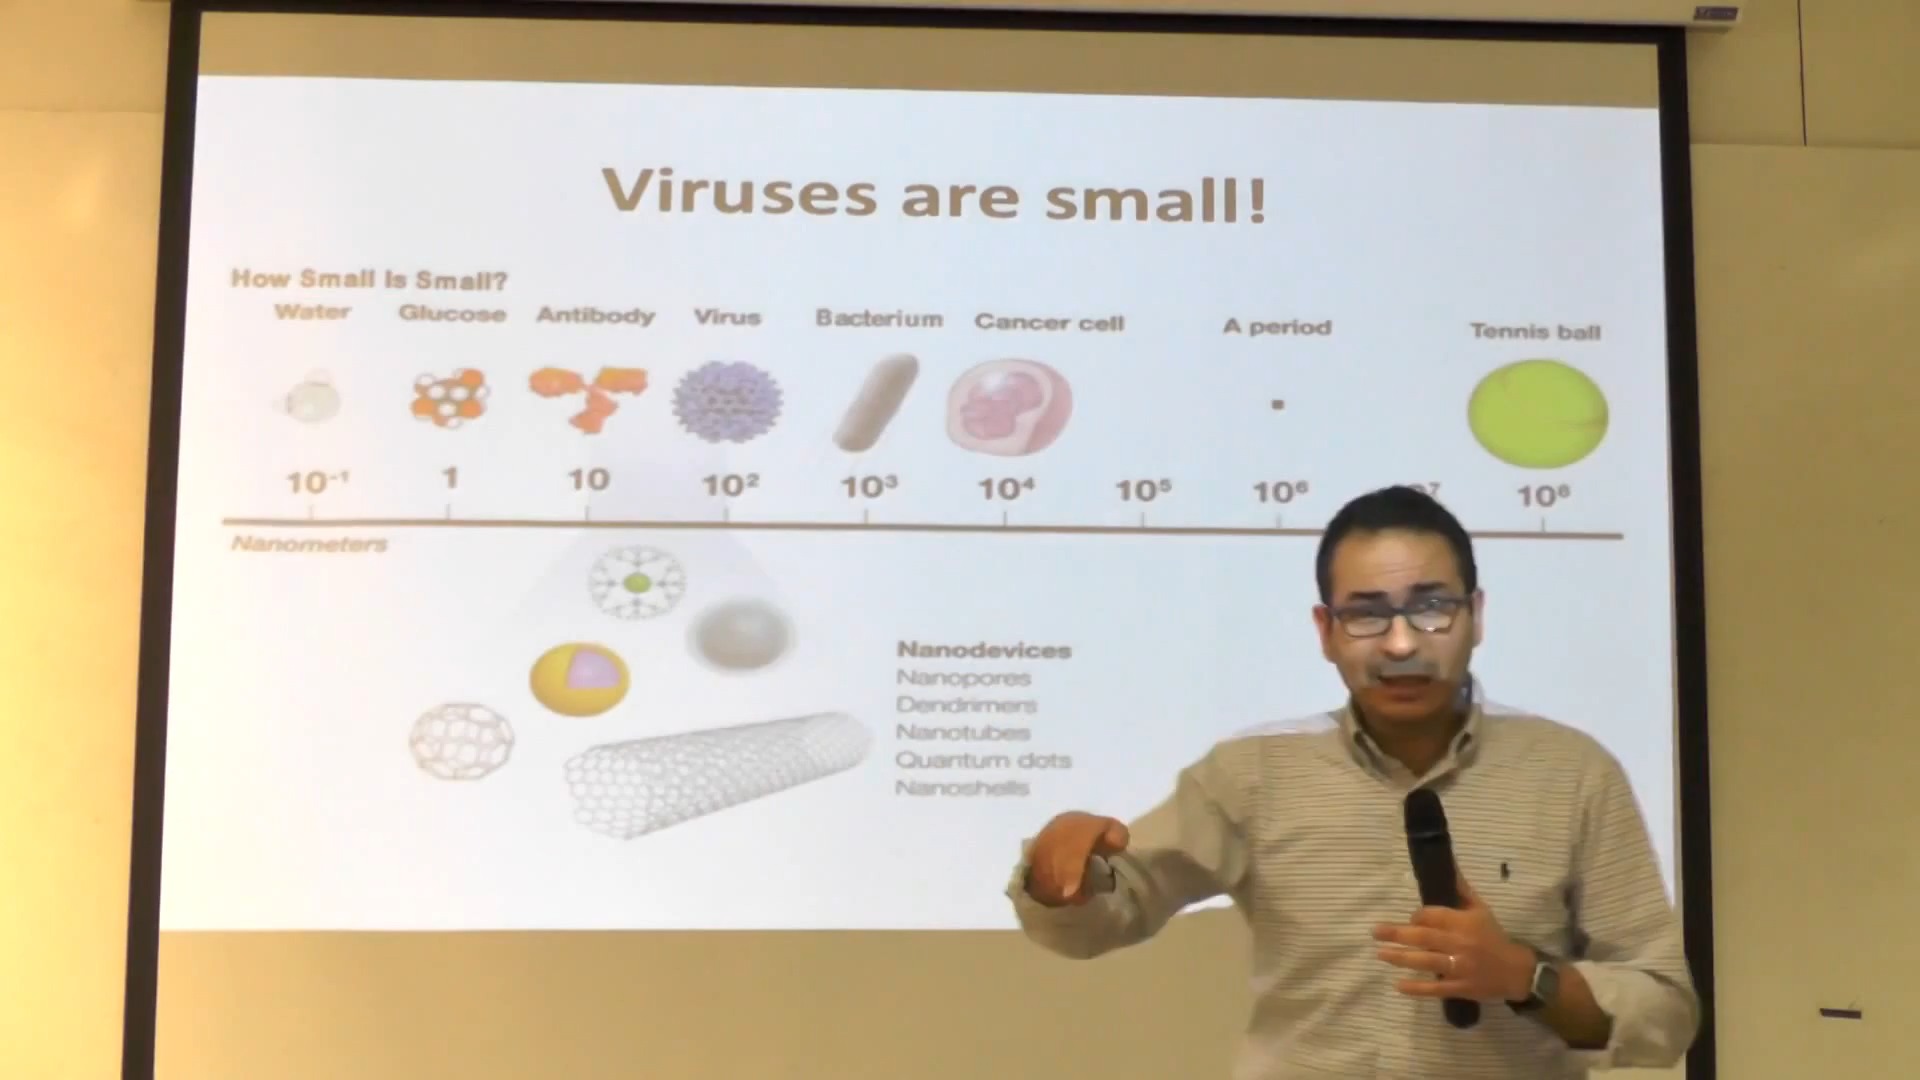 Viruses are small!
How Small Is Small?
Water Glucose Antibody Virus Bacterium Cancer cell A period Tennis ball
10⁻¹ 1 10 10² 10³ 10⁴ 10⁵ 10⁶ 10⁸
Nanometers
Nanodevices
Nanopores
Dendrimers
Nanotubes
Quantum dots
Nanoshells